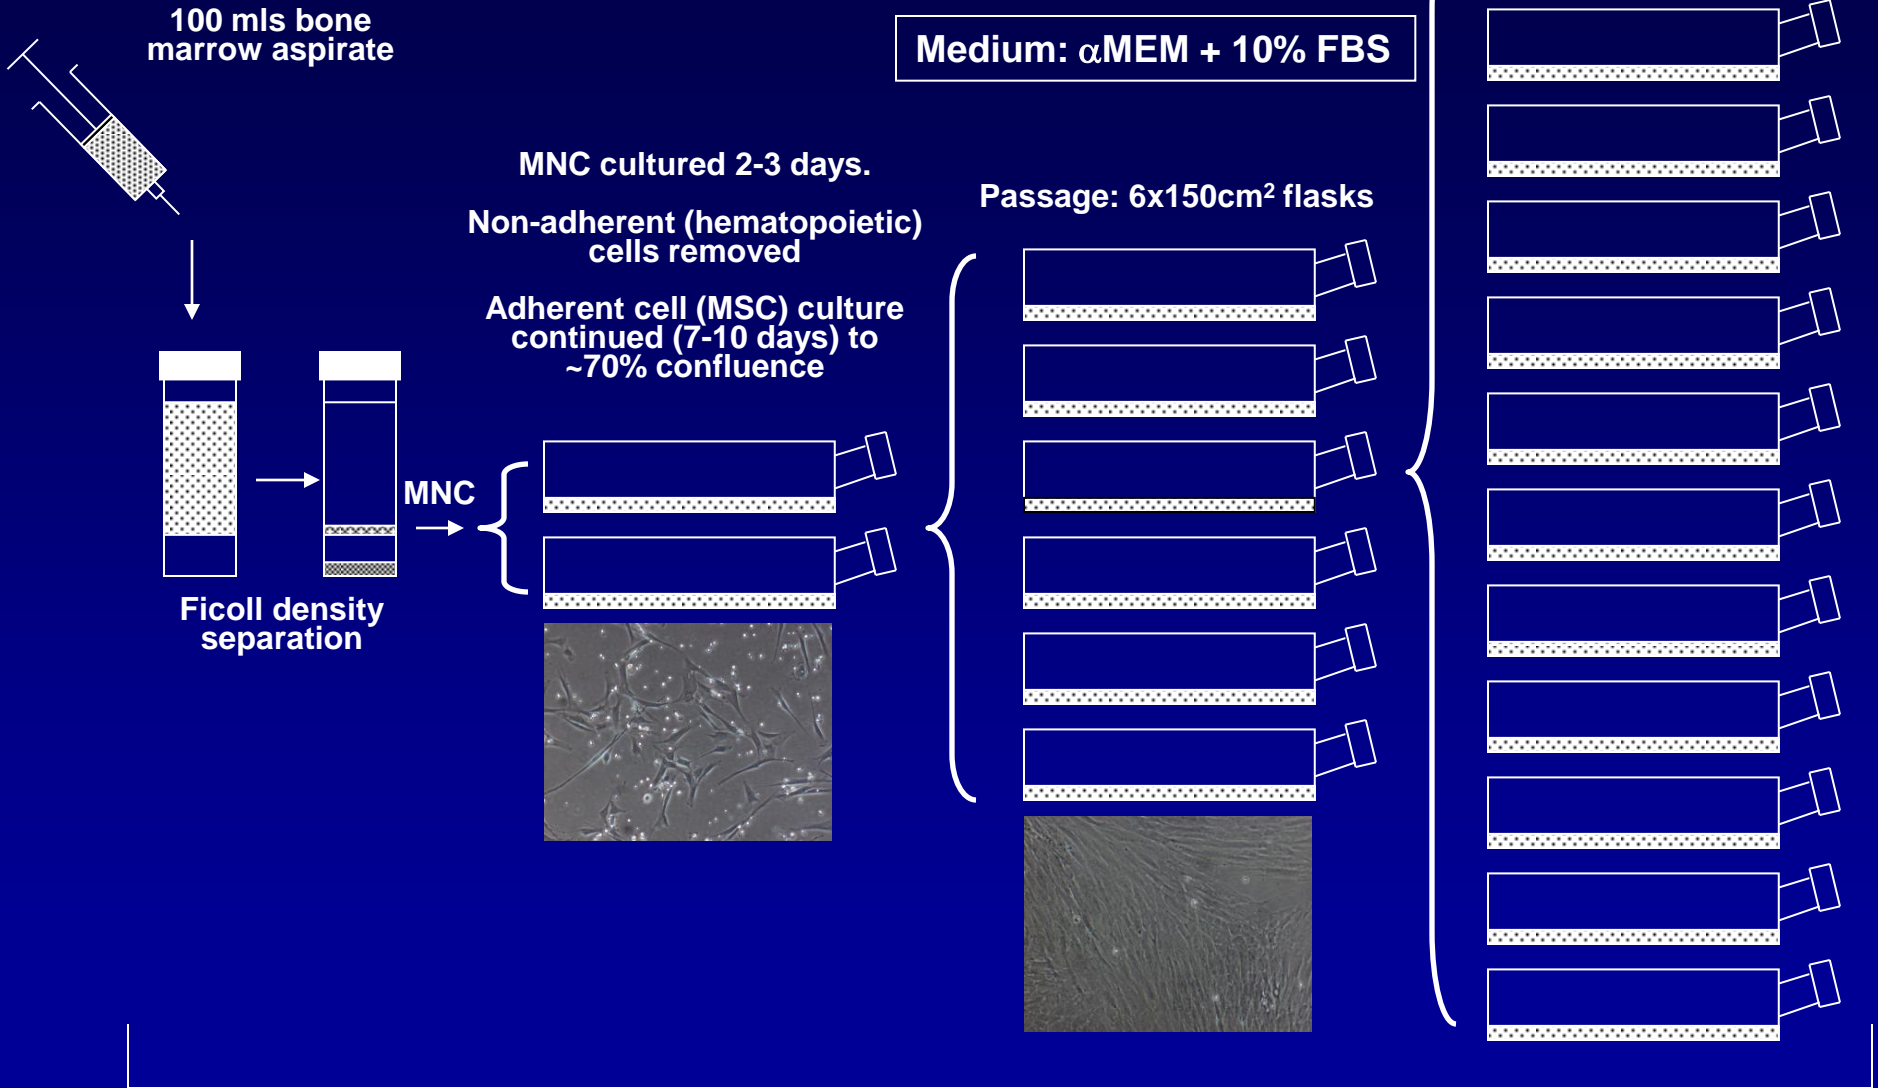 100 mls bone
marrow aspirate
Medium: αMEM + 10% FBS
MNC cultured 2-3 days.
Non-adherent (hematopoietic)
cells removed
Adherent cell (MSC) culture
continued (7-10 days) to
~70% confluence
Passage: 6x150cm² flasks
MNC
Ficoll density
separation